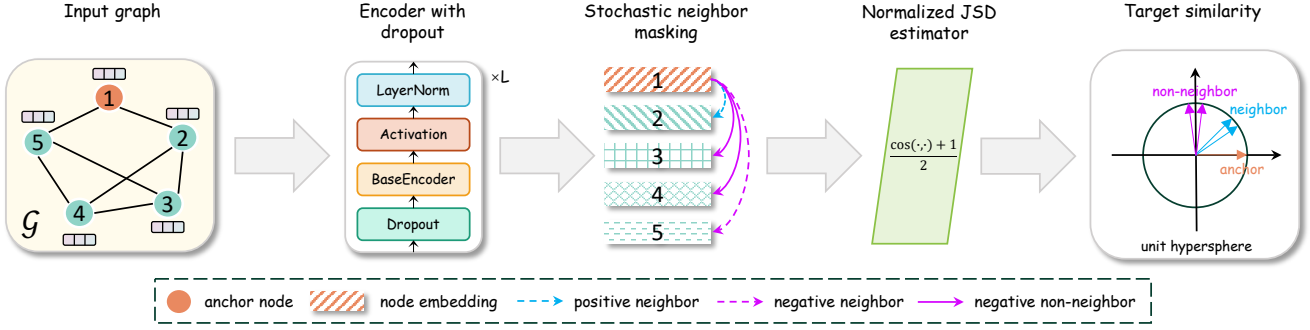 Input graph
Encoder with
dropout
Stochastic neighbor
masking
Normalized JSD
estimator
Target similarity
1
2
5
4
3
𝒢
×L
LayerNorm
Activation
BaseEncoder
Dropout
1
2
3
4
5
cos(·,·) + 1
2
non-neighbor
neighbor
anchor
unit hypersphere
anchor node
node embedding
positive neighbor
negative neighbor
negative non-neighbor